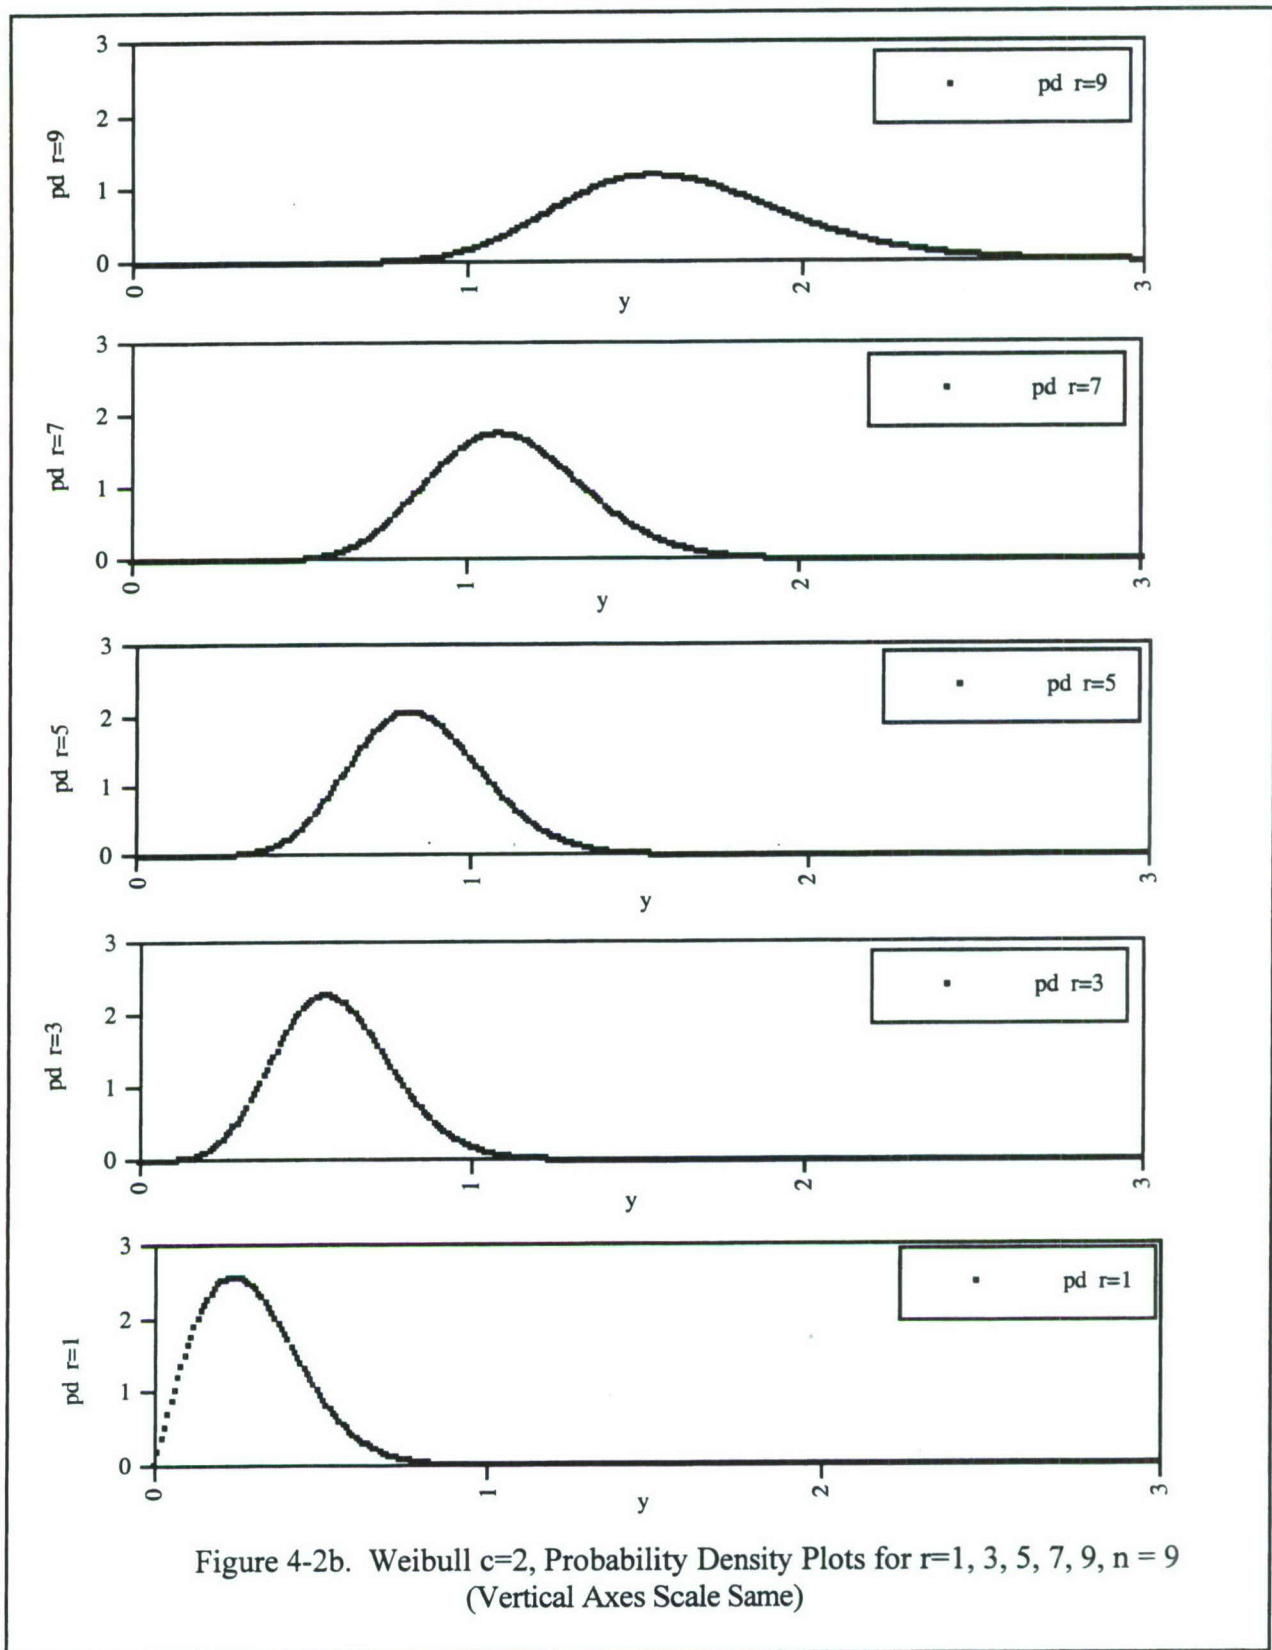 3
2
1
0
pd r=9
pd r=9
0
1
2
3
y
3
2
1
0
pd r=7
pd r=7
0
1
2
3
y
3
2
1
0
pd r=5
pd r=5
0
1
2
3
y
3
2
1
0
pd r=3
pd r=3
0
1
2
3
y
3
2
1
0
pd r=1
pd r=1
0
1
2
3
y
Figure 4-2b. Weibull c=2, Probability Density Plots for r=1, 3, 5, 7, 9, n = 9
(Vertical Axes Scale Same)